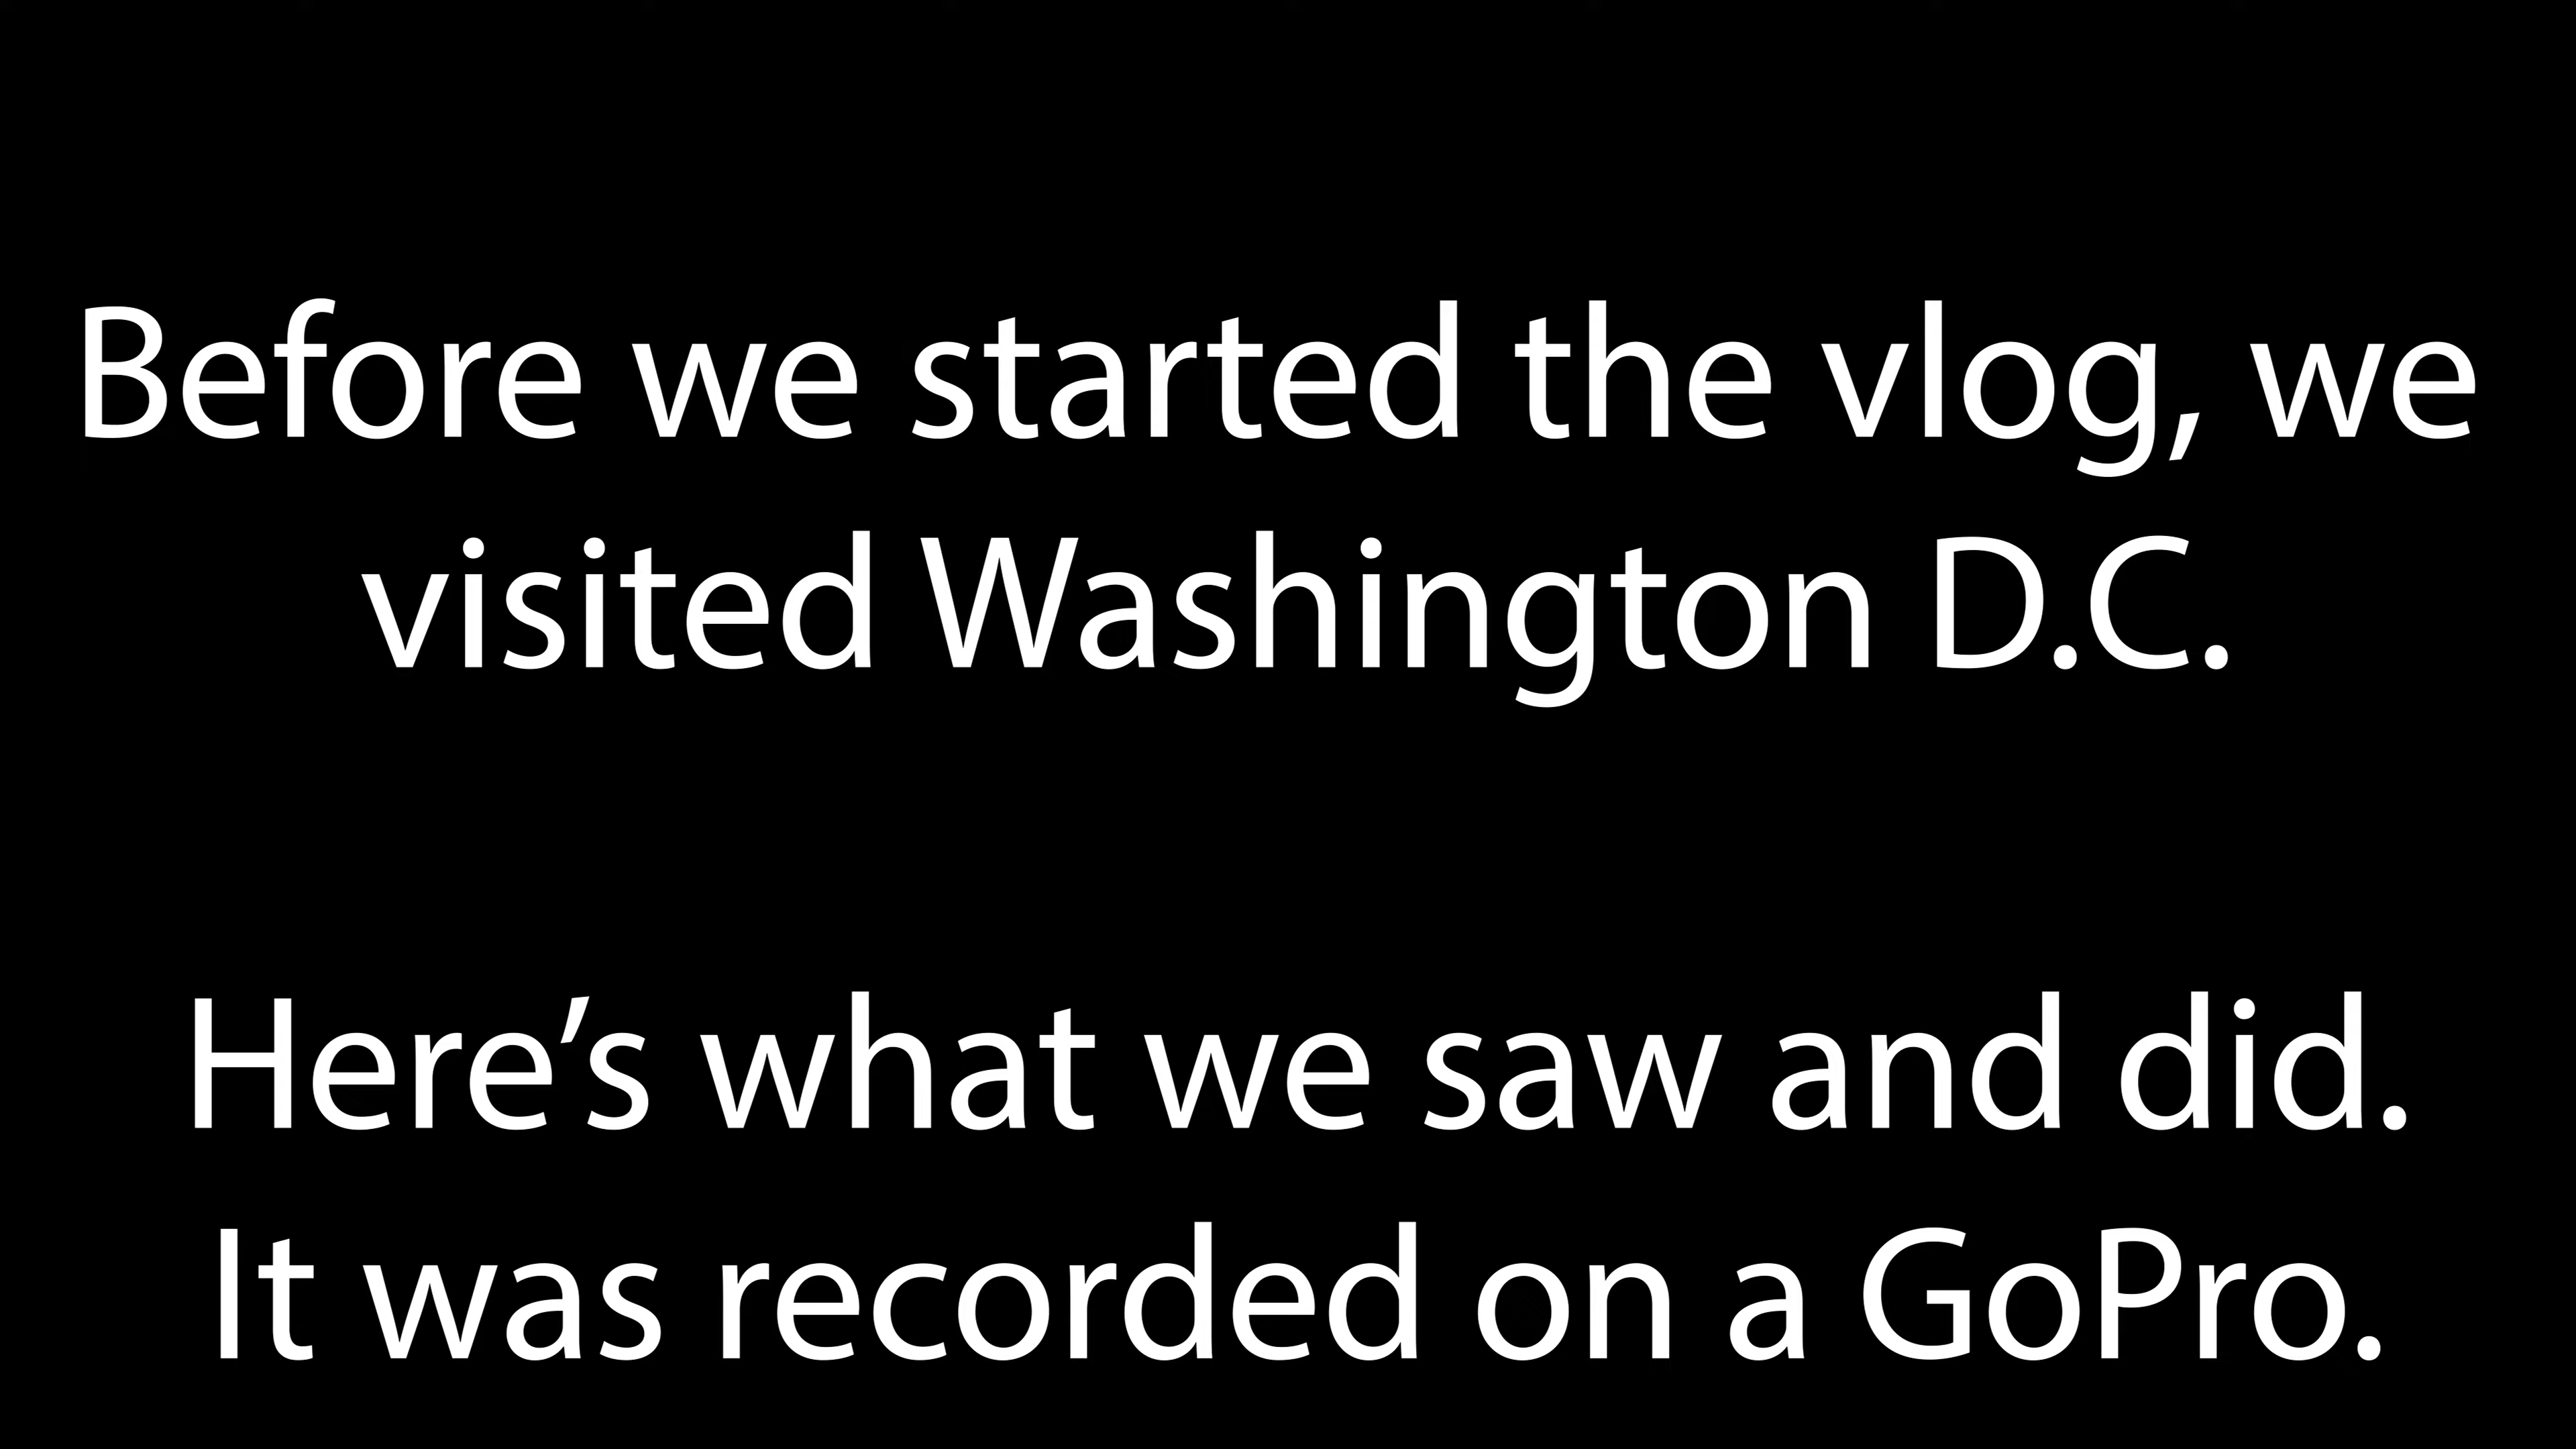 Before we started the vlog, we
visited Washington D.C.
Here’s what we saw and did.
It was recorded on a GoPro.